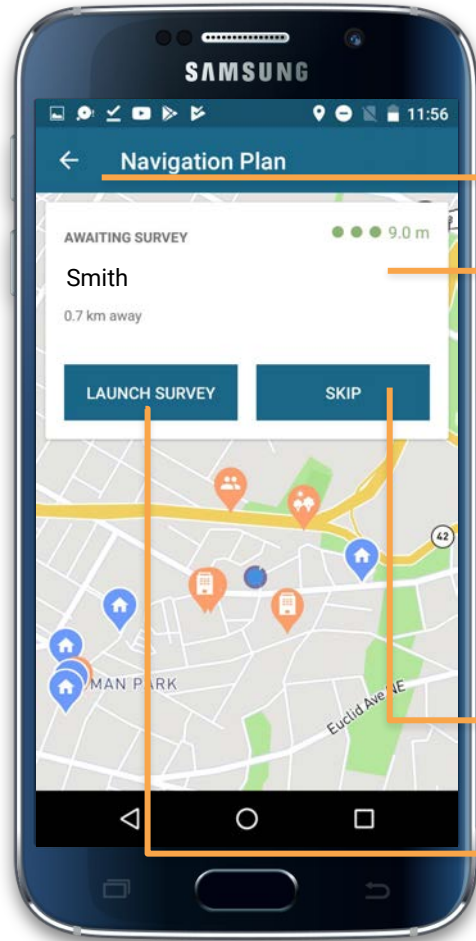 SAMSUNG
11:56
Navigation Plan
AWAITING SURVEY
9.0 m
Smith
0.7 km away
LAUNCH SURVEY
SKIP
42
MAN PARK
Euclid Ave NE